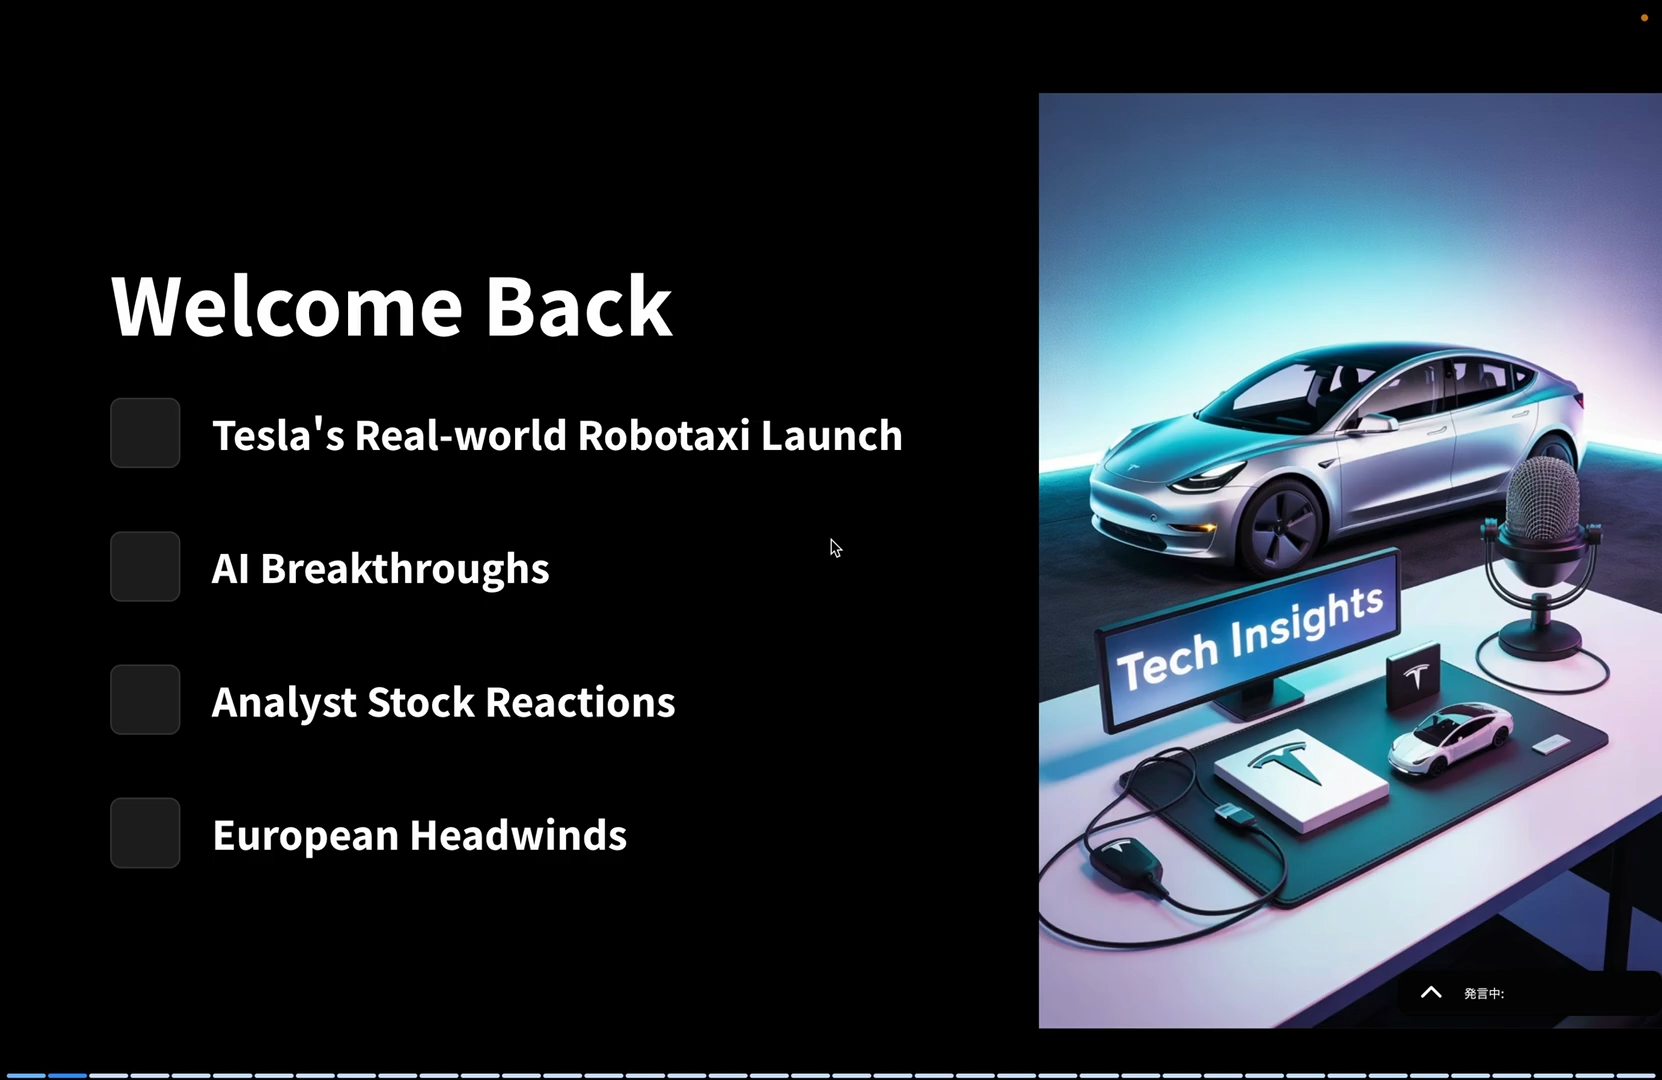 Welcome Back
Tesla's Real-world Robotaxi Launch
AI Breakthroughs
Analyst Stock Reactions
European Headwinds
Tech Insights
発言中: